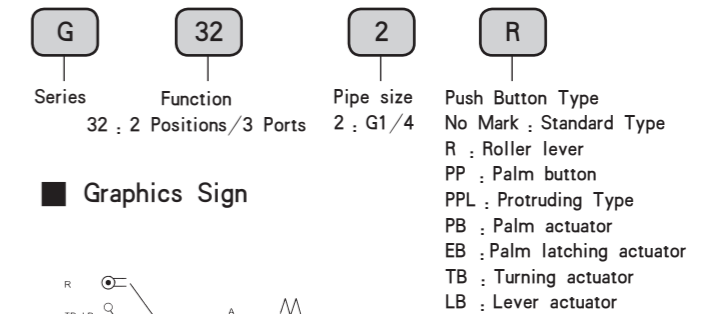 G 32 2 R
Series Function Pipe size Push Button Type
32 : 2 Positions/3 Ports 2 : G1/4 No Mark : Standard Type
R : Roller lever
PP : Palm button
■ Graphics Sign PPL : Protruding Type
PB : Palm actuator
EB : Palm latching actuator
TB : Turning actuator
LB : Lever actuator
R
A